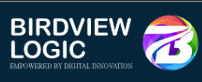 BIRDVIEW
LOGIC
EMPOWERED BY DIGITAL INNOVATION
B